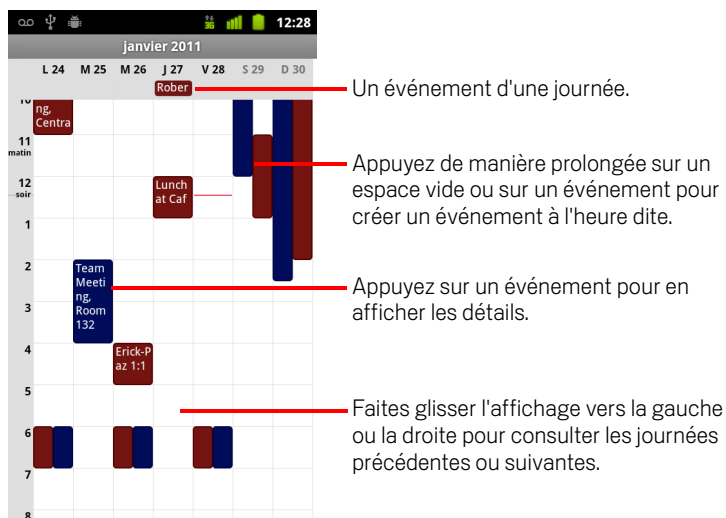 3G 12:28
janvier 2011
L 24 M 25 M 26 J 27 V 28 S 29 D 30
Rober
Un événement d'une journée.
10
ng,
Centra
11
matin
Appuyez de manière prolongée sur un
espace vide ou sur un événement pour
créer un événement à l'heure dite.
12
soir
Lunch
at Caf
1
2
Team
Meeti
ng,
Room
132
Appuyez sur un événement pour en
afficher les détails.
3
4
Erick-P
az 1:1
5
Faites glisser l'affichage vers la gauche
ou la droite pour consulter les journées
précédentes ou suivantes.
6
7
8